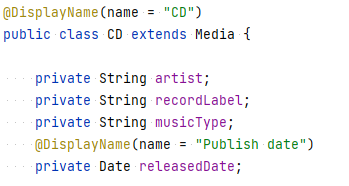 @DisplayName(name = "CD")
public class CD extends Media {
    private String artist;
    private String recordLabel;
    private String musicType;
    @DisplayName(name = "Publish date")
    private Date releasedDate;